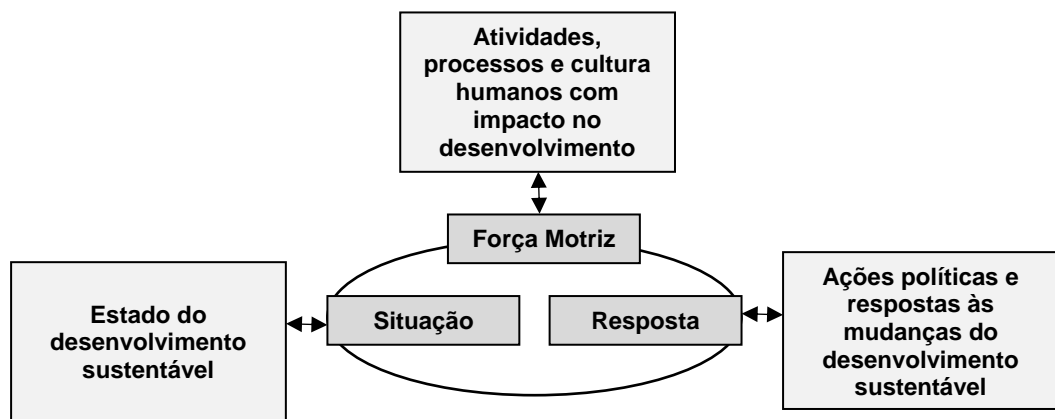 Atividades,
processos e cultura
humanos com
impacto no
desenvolvimento
Força Motriz
Estado do
desenvolvimento
sustentável
Situação
Resposta
Ações políticas e
respostas às
mudanças do
desenvolvimento
sustentável